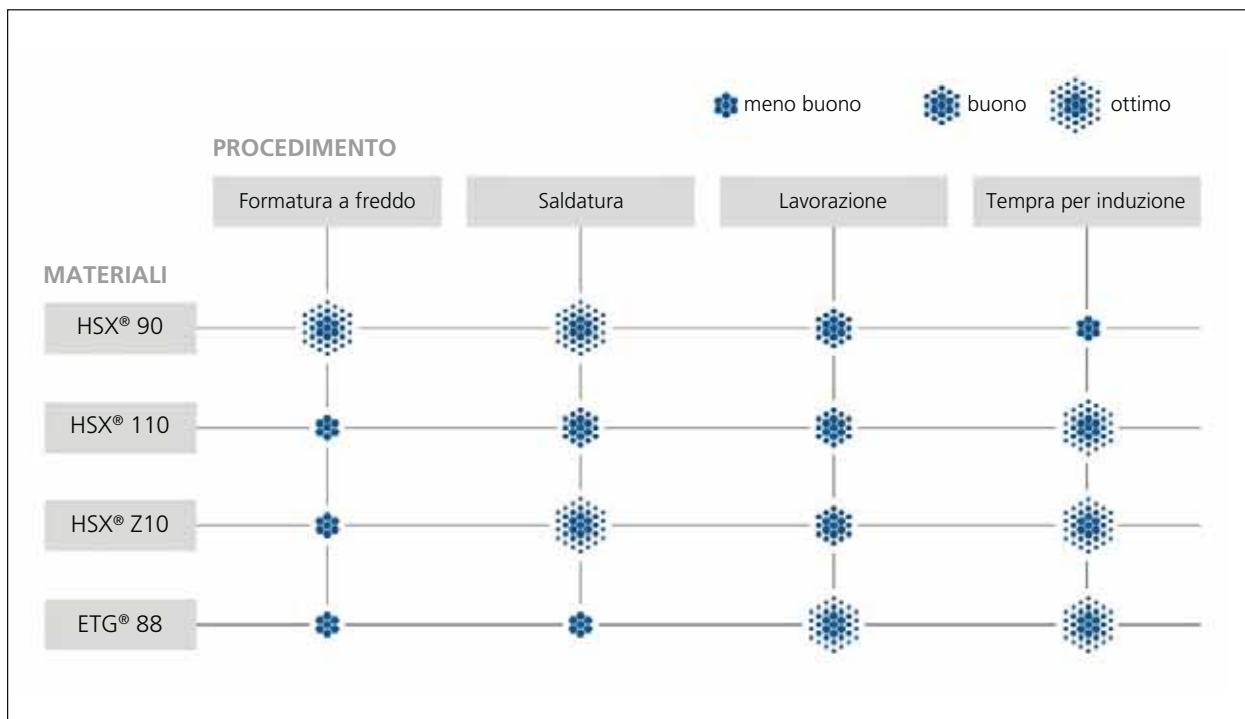 meno buono buono ottimo
PROCEDIMENTO
Formatura a freddo Saldatura Lavorazione Tempra per induzione
MATERIALI
HSX® 90
HSX® 110
HSX® Z10
ETG® 88